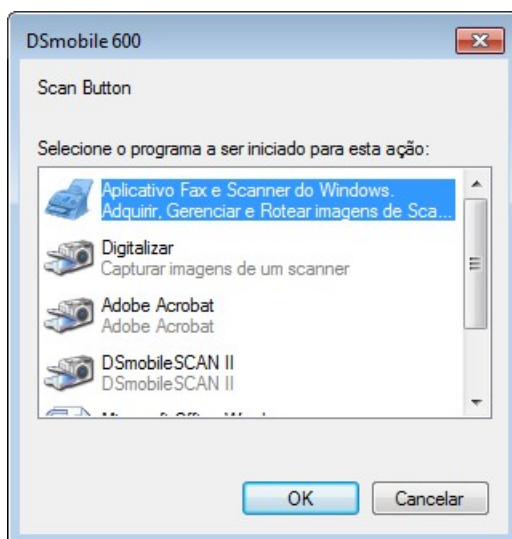 DSmobile 600
Scan Button
Selecione o programa a ser iniciado para esta ação:
Aplicativo Fax e Scanner do Windows.
Adquirir, Gerenciar e Rotear imagens de Sca...
Digitalizar
Capturar imagens de um scanner
Adobe Acrobat
Adobe Acrobat
DSmobileSCAN II
DSmobileSCAN II
OK
Cancelar